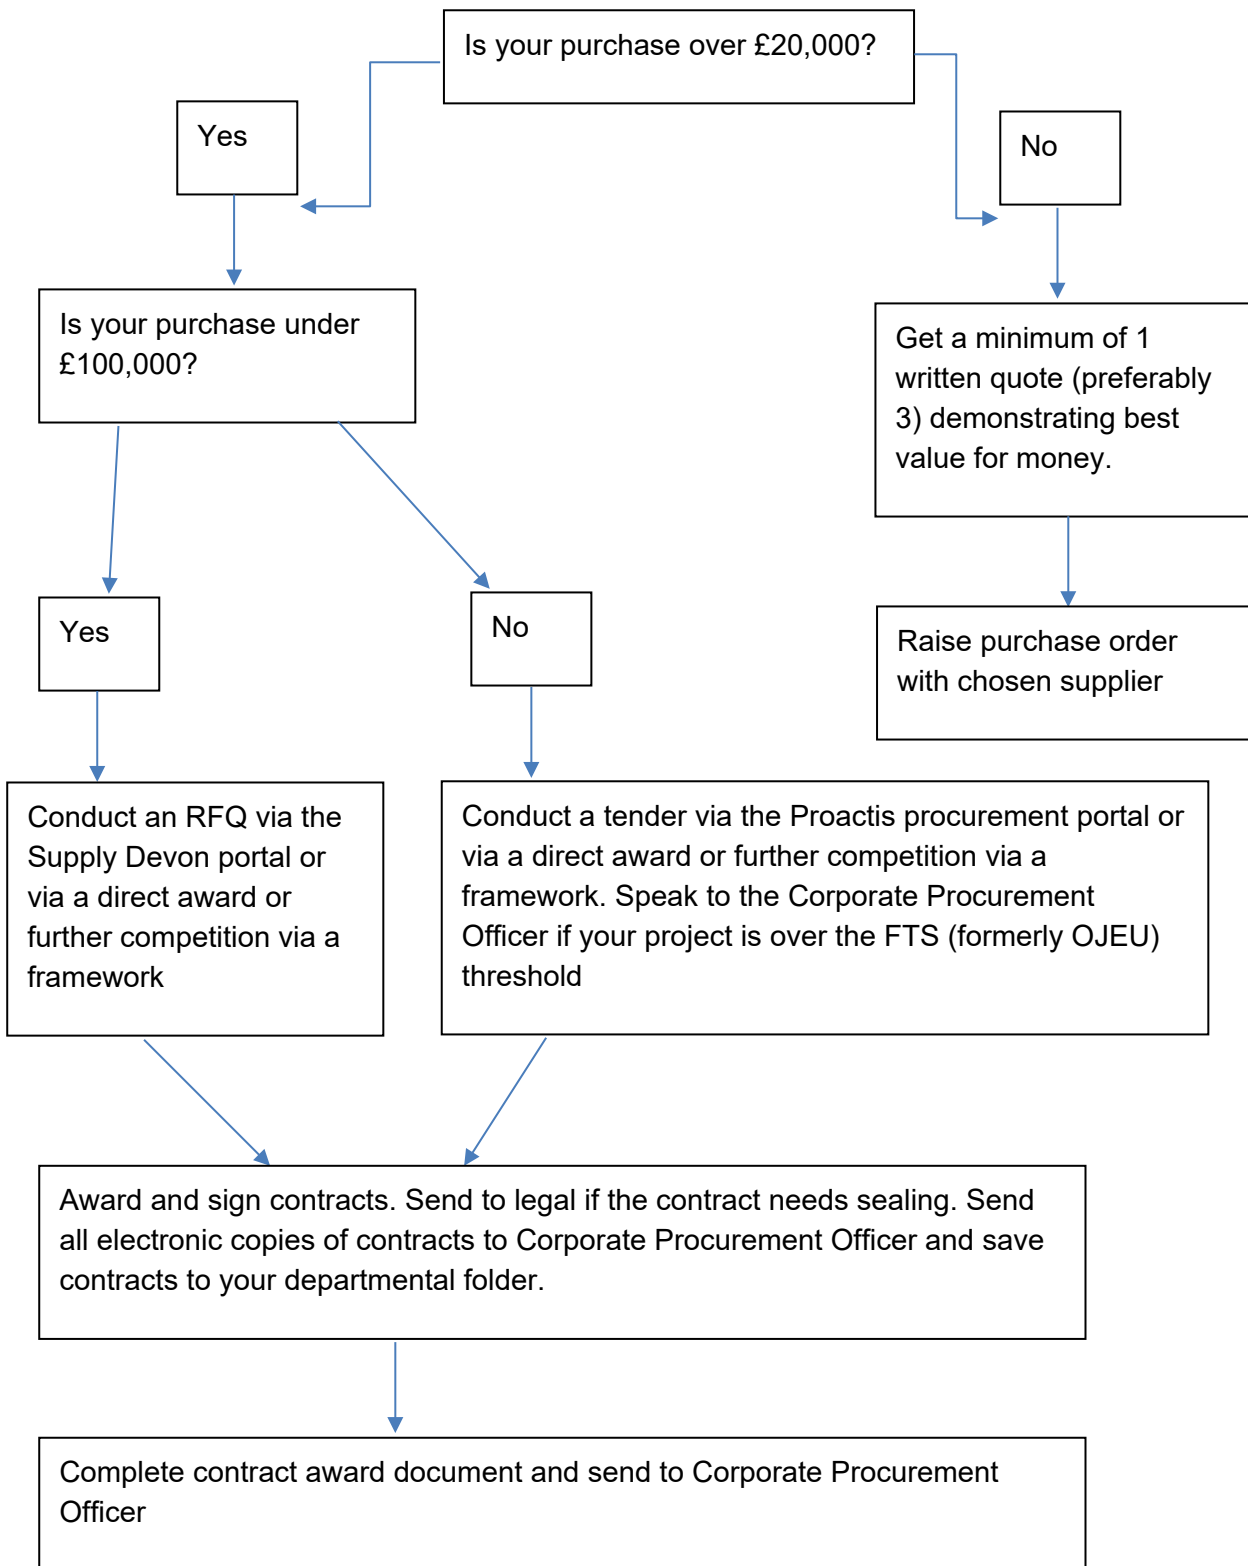 Is your purchase over £20,000?
Yes
No
Is your purchase under
£100,000?
Get a minimum of 1
written quote (preferably
3) demonstrating best
value for money.
Yes
No
Raise purchase order
with chosen supplier
Conduct an RFQ via the
Supply Devon portal or
via a direct award or
further competition via a
framework
Conduct a tender via the Proactis procurement portal or
via a direct award or further competition via a
framework. Speak to the Corporate Procurement
Officer if your project is over the FTS (formerly OJEU)
threshold
Award and sign contracts. Send to legal if the contract needs sealing. Send
all electronic copies of contracts to Corporate Procurement Officer and save
contracts to your departmental folder.
Complete contract award document and send to Corporate Procurement
Officer